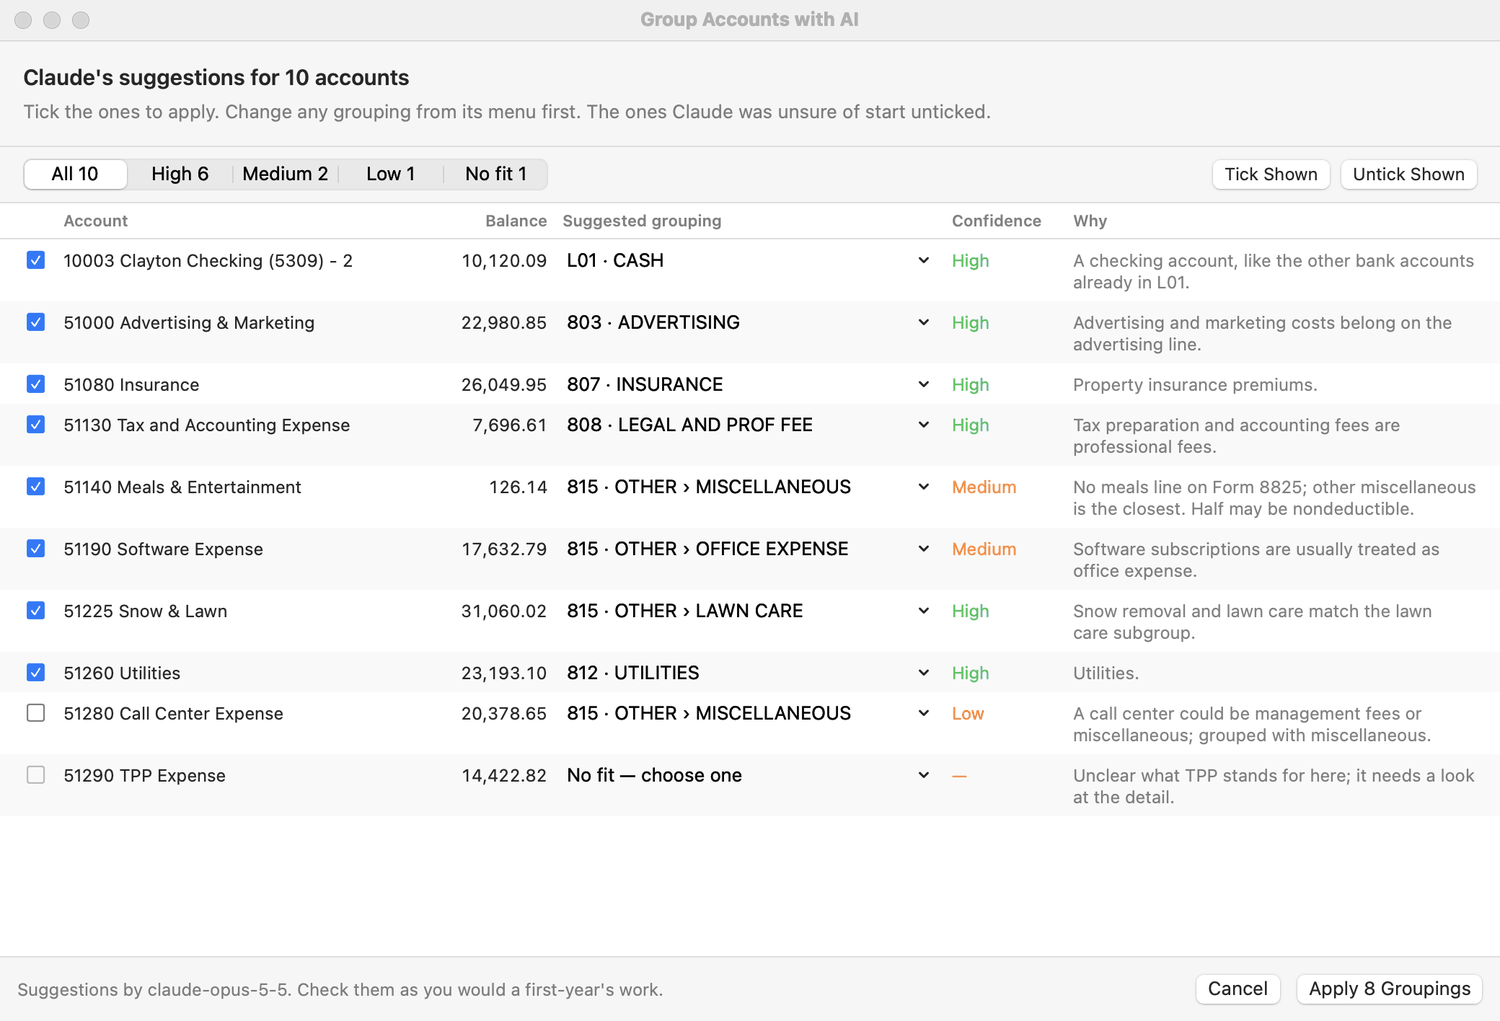 Group Accounts with AI
Claude's suggestions for 10 accounts
Tick the ones to apply. Change any grouping from its menu first. The ones Claude was unsure of start unticked.
All 10 High 6 Medium 2 Low 1 No fit 1 Tick Shown Untick Shown
Account Balance Suggested grouping Confidence Why
10003 Clayton Checking (5309) - 2 10,120.09 L01 · CASH High A checking account, like the other bank accounts
already in L01.
51000 Advertising & Marketing 22,980.85 803 · ADVERTISING High Advertising and marketing costs belong on the
advertising line.
51080 Insurance 26,049.95 807 · INSURANCE High Property insurance premiums.
51130 Tax and Accounting Expense 7,696.61 808 · LEGAL AND PROF FEE High Tax preparation and accounting fees are
professional fees.
51140 Meals & Entertainment 126.14 815 · OTHER › MISCELLANEOUS Medium No meals line on Form 8825; other miscellaneous
is the closest. Half may be nondeductible.
51190 Software Expense 17,632.79 815 · OTHER › OFFICE EXPENSE Medium Software subscriptions are usually treated as
office expense.
51225 Snow & Lawn 31,060.02 815 · OTHER › LAWN CARE High Snow removal and lawn care match the lawn
care subgroup.
51260 Utilities 23,193.10 812 · UTILITIES High Utilities.
51280 Call Center Expense 20,378.65 815 · OTHER › MISCELLANEOUS Low A call center could be management fees or
miscellaneous; grouped with miscellaneous.
51290 TPP Expense 14,422.82 No fit — choose one — Unclear what TPP stands for here; it needs a look
at the detail.
Suggestions by claude-opus-5-5. Check them as you would a first-year's work. Cancel Apply 8 Groupings